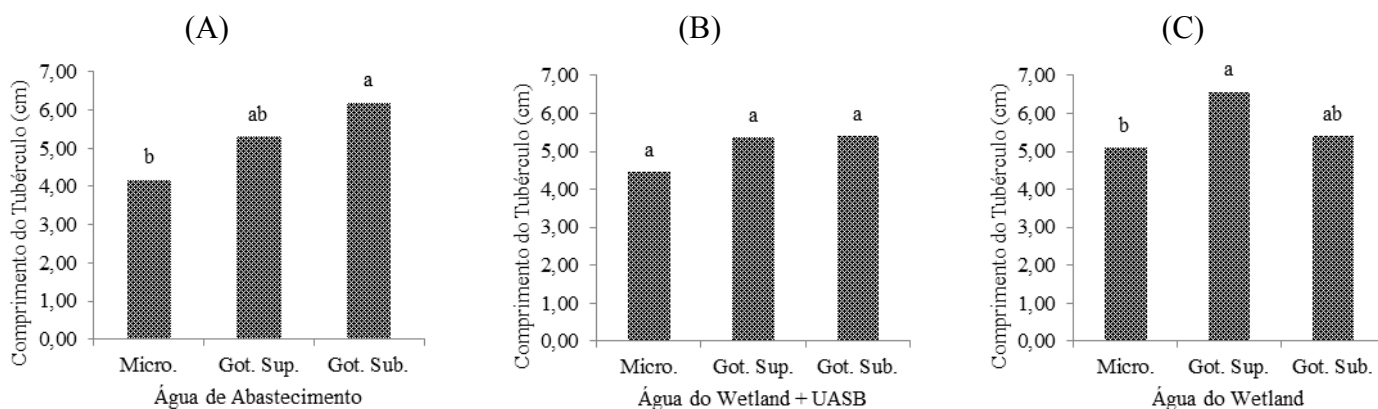 (A)
Comprimento do Tubérculo (cm)
7,00
6,00
5,00
4,00
3,00
2,00
1,00
0,00
b
ab
a
Micro.
Got. Sup.
Got. Sub.
Água de Abastecimento
(B)
Comprimento do Tubérculo (cm)
7,00
6,00
5,00
4,00
3,00
2,00
1,00
0,00
a
a
a
Micro.
Got. Sup.
Got. Sub.
Água do Wetland + UASB
(C)
Comprimento do Tubérculo (cm)
7,00
6,00
5,00
4,00
3,00
2,00
1,00
0,00
b
a
ab
Micro.
Got. Sup.
Got. Sub.
Água do Wetland